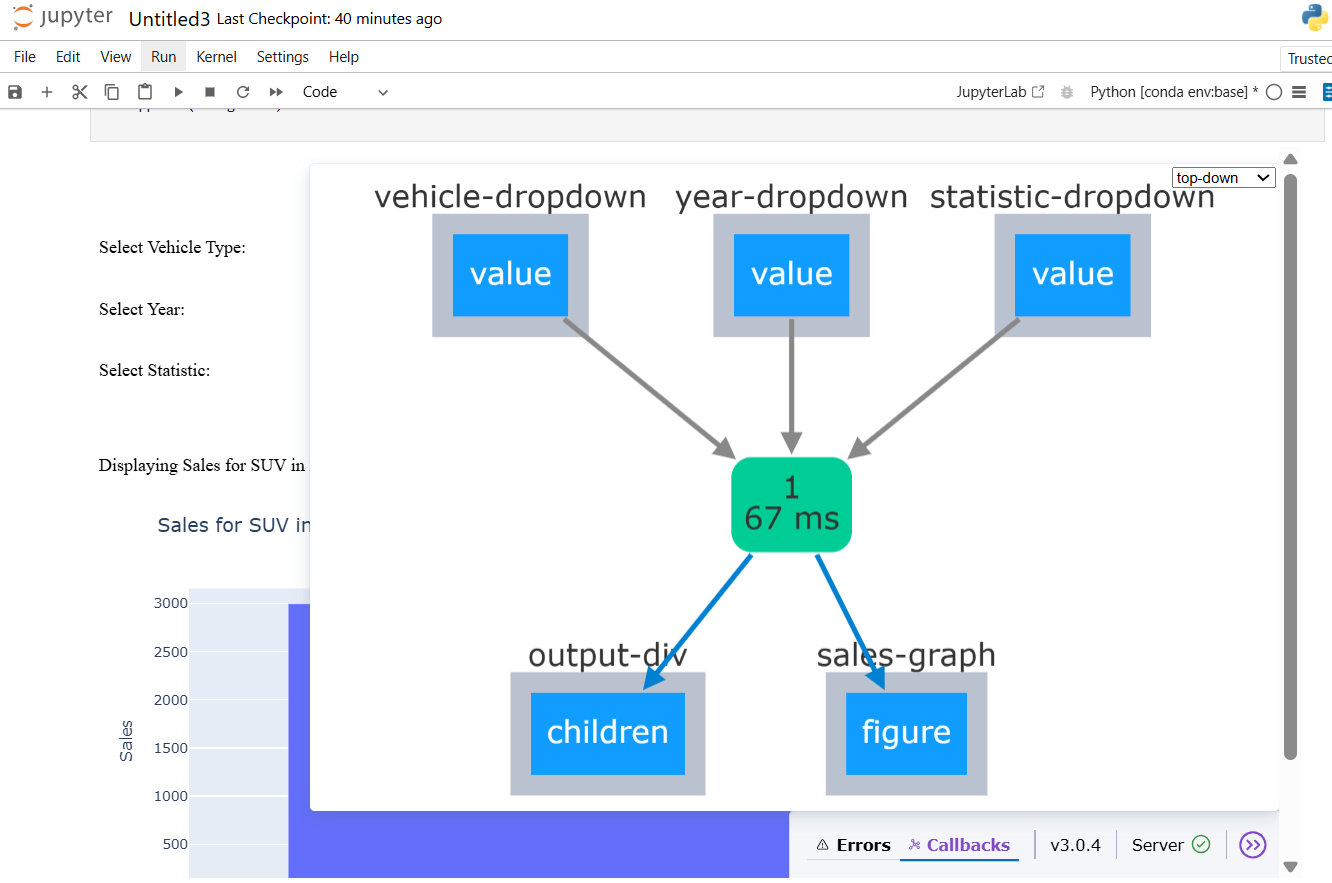 jupyter Untitled3 Last Checkpoint: 40 minutes ago
File Edit View Run Kernel Settings Help
Trusted
Code
JupyterLab Python [conda env:base] *
top-down
vehicle-dropdown year-dropdown statistic-dropdown
value value value
Select Vehicle Type:
Select Year:
Select Statistic:
Displaying Sales for SUV in
1
67 ms
Sales for SUV in
3000
2500
2000
1500
1000
500
Sales
output-div sales-graph
children figure
Errors Callbacks v3.0.4 Server